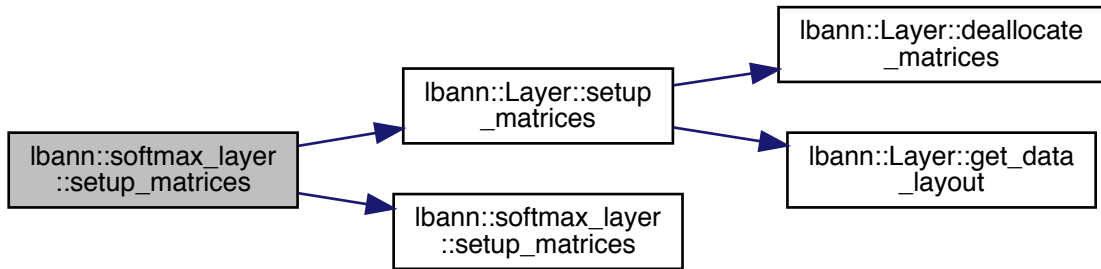 lbann::softmax_layer
::setup_matrices
lbann::Layer::setup
_matrices
lbann::softmax_layer
::setup_matrices
lbann::Layer::deallocate
_matrices
lbann::Layer::get_data
_layout